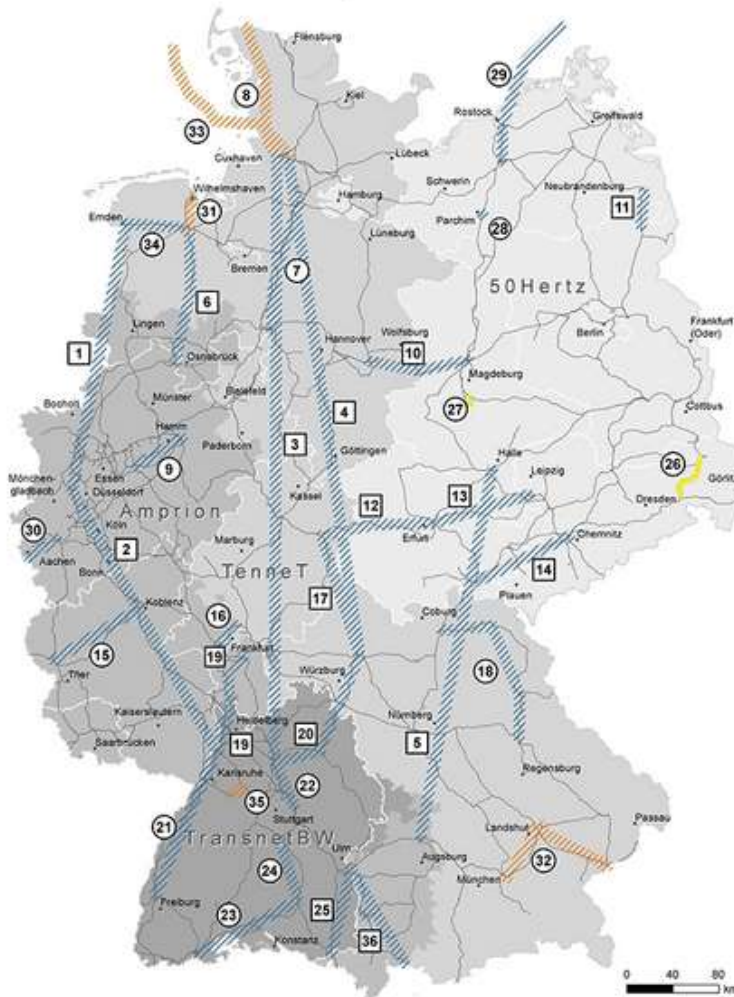 Flensburg
29
8
Kiel
33
Rostock
Greifswald
Cuxhaven
Lübeck
Wilhelmshaven
Schwerin
Neubrandenburg
Hamburg
11
Emden
31
Parchim
28
34
Lüneburg
Bremen
7
50Hertz
6
Lingen
Berlin
Frankfurt
(Oder)
1
Osnabrück
Hannover
Wolfsburg
10
Magdeburg
Bielefeld
Münster
4
27
Bocholt
Cottbus
Hamm
Paderborn
3
9
Göttingen
26
Essen
Halle
Mönchen-
gladbach
Düsseldorf
Leipzig
Görlitz
Kassel
13
Dresden
Amprion
12
30
Köln
Erfurt
Chemnitz
Marburg
2
Aachen
Bonn
TenneT
14
17
Plauen
Koblenz
Coburg
16
Frankfurt
15
19
18
Trier
Würzburg
Kaiserslautern
Nürnberg
Heidelberg
19
20
5
Saarbrücken
Regensburg
Karlsruhe
22
35
Passau
21
Stuttgart
Landshut
TransnetBW
32
Ulm
Augsburg
24
München
Freiburg
23
25
36
Konstanz
0 40 80
km